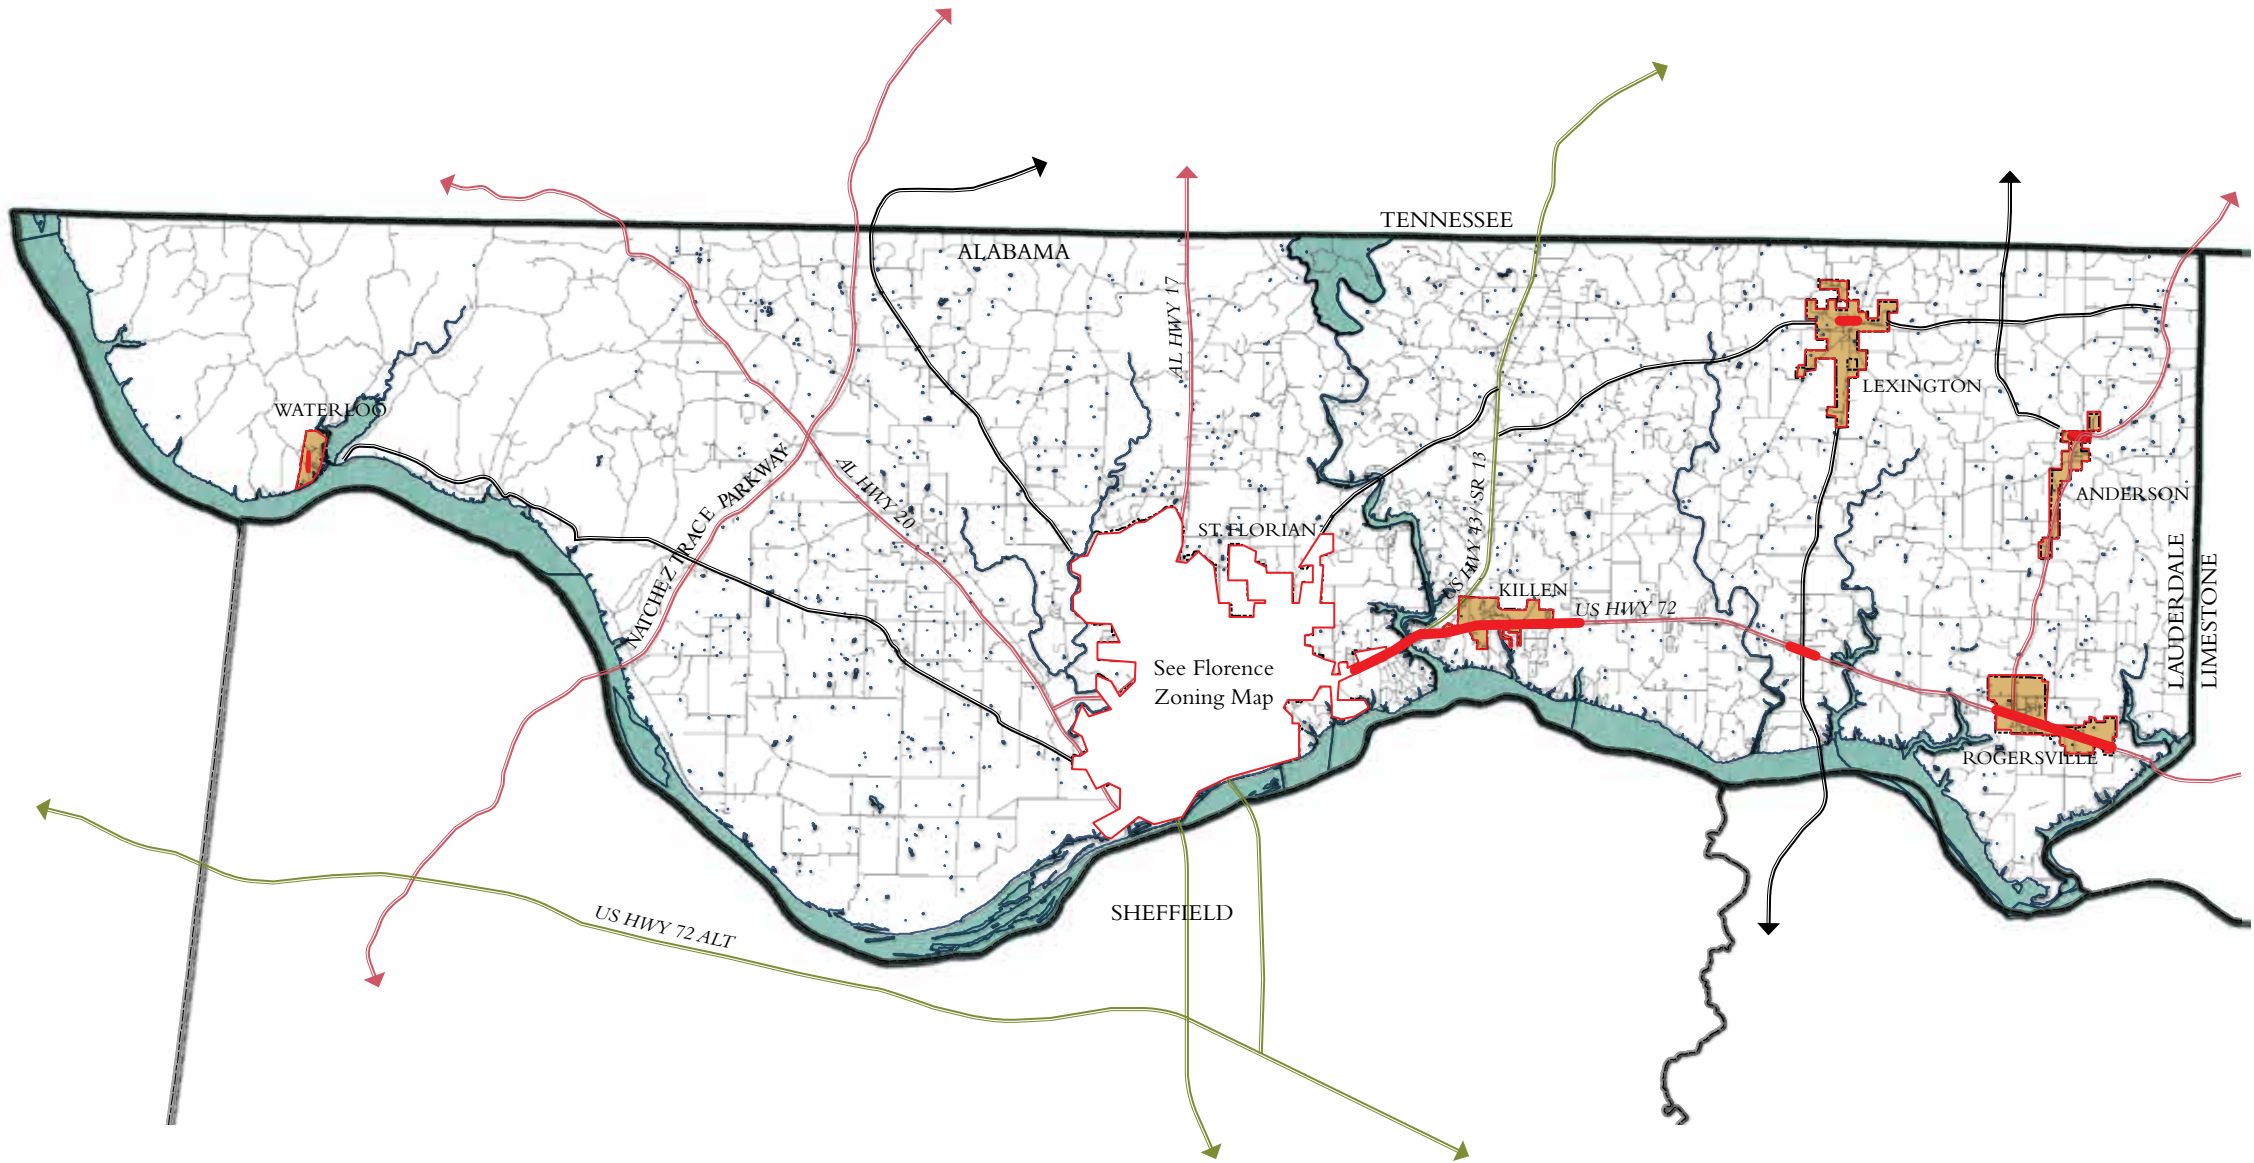 TENNESSEE
ALABAMA
AL HWY 17
WATERLOO
LEXINGTON
NATCHEZ TRACE PARKWAY
AL HWY 20
ST. FLORIAN
US HWY 43/ SR 13
ANDERSON
KILLEN
US HWY 72
LAUDERDALE
LIMESTONE
See Florence
Zoning Map
ROGERSVILLE
SHEFFIELD
US HWY 72 ALT